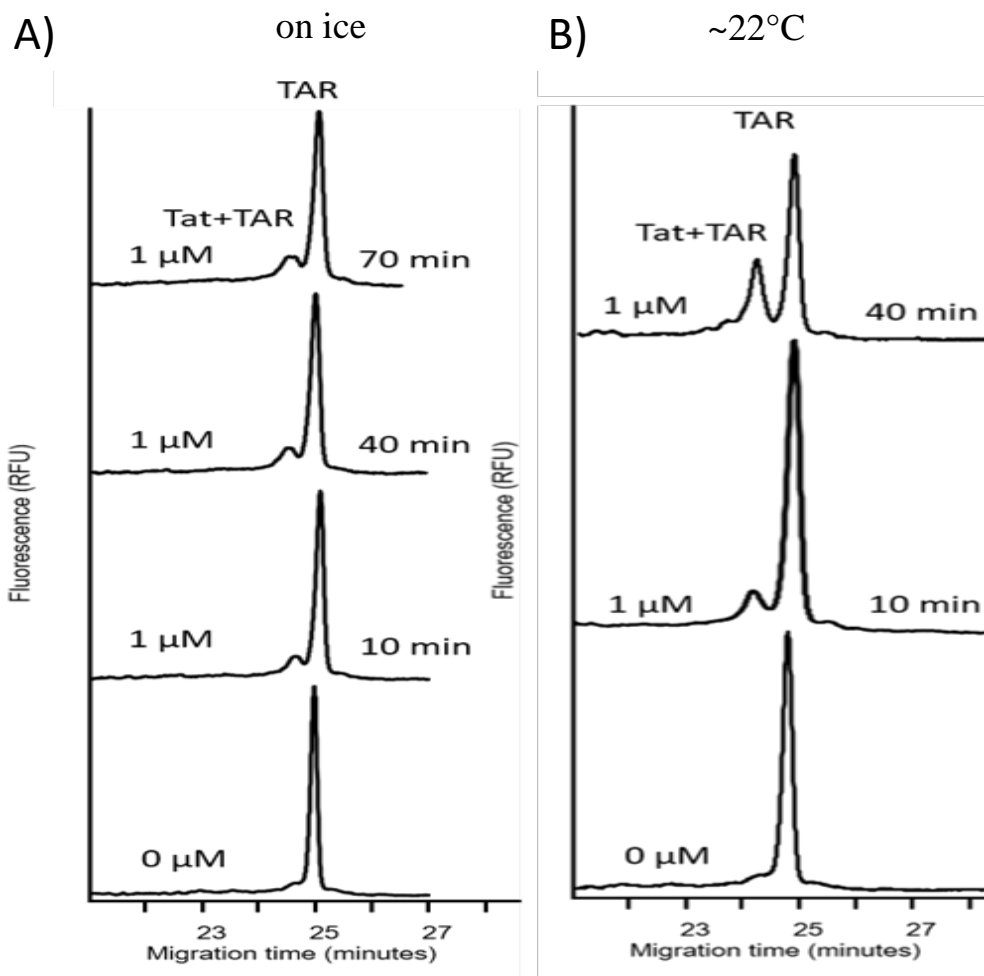 A)
on ice
TAR
Tat+TAR
1 µM
70 min
1 µM
40 min
1 µM
10 min
0 µM
Fluorescence (RFU)
23 25 27
Migration time (minutes)
B)
~22°C
TAR
Tat+TAR
1 µM
40 min
1 µM
10 min
0 µM
Fluorescence (RFU)
23 25 27
Migration time (minutes)